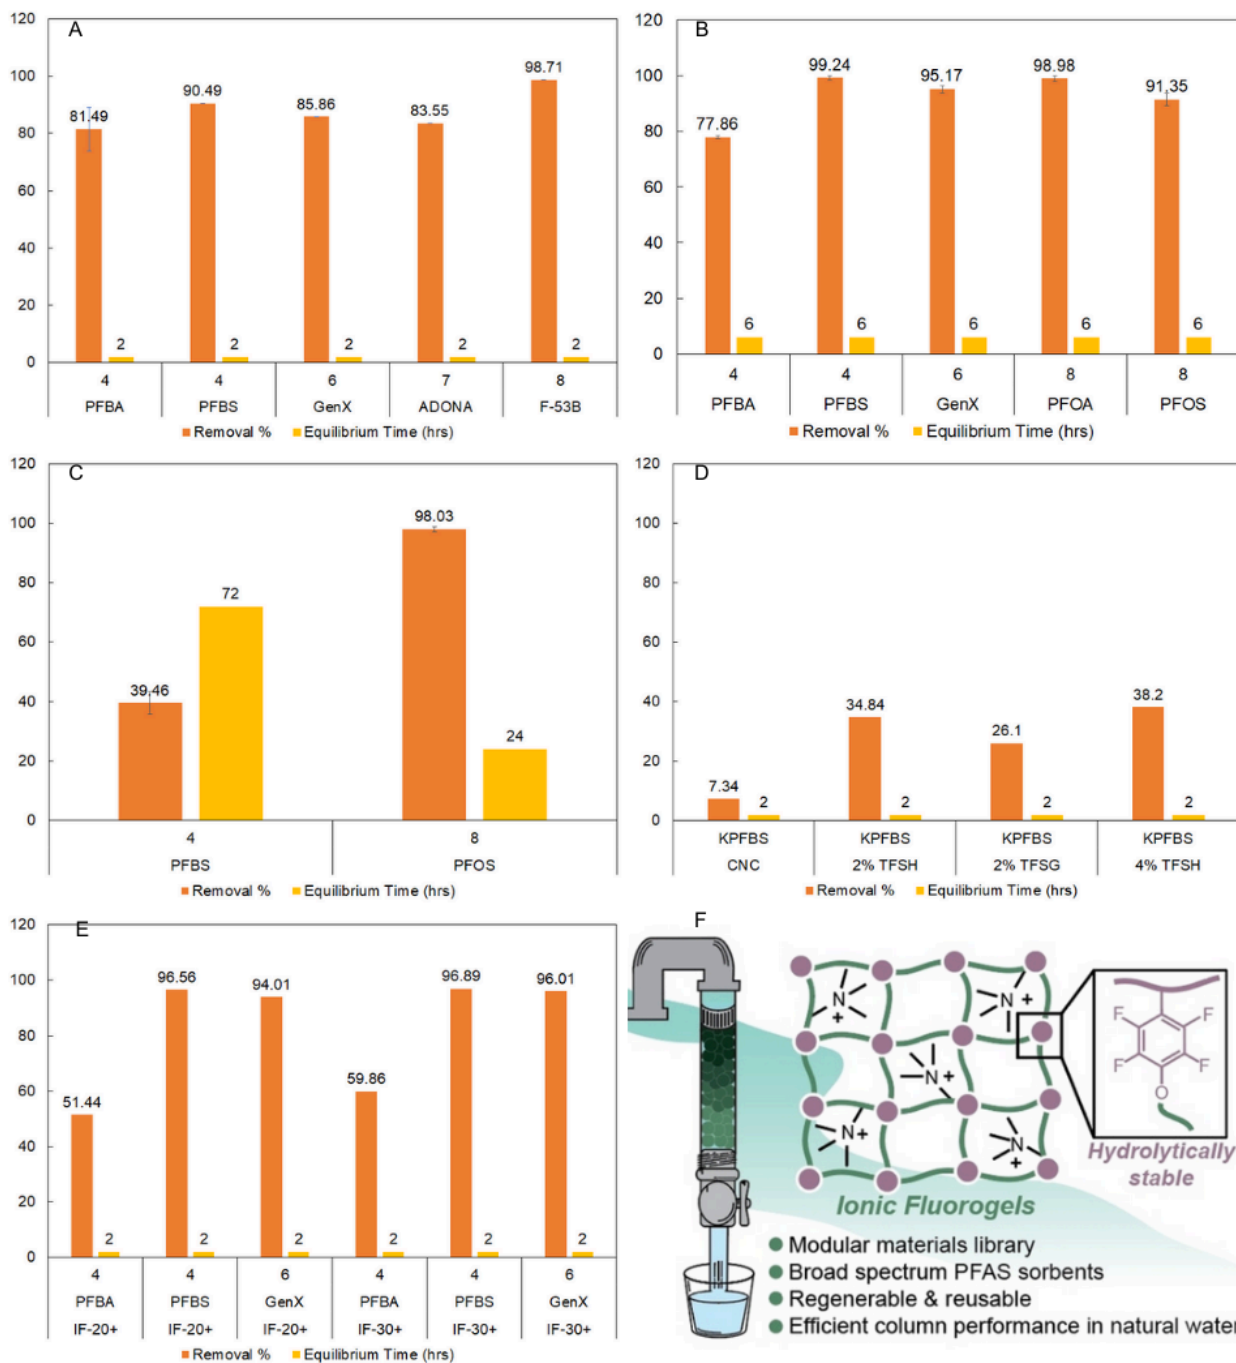 A
120
100
80
60
40
20
0
81.49
90.49
85.86
83.55
98.71
2 2 2 2 2
4 4 6 7 8
PFBA PFBS GenX ADONA F-53B
Removal % Equilibrium Time (hrs)
B
120
100
80
60
40
20
0
77.86
99.24
95.17
98.98
91.35
6 6 6 6 6
4 4 6 8 8
PFBA PFBS GenX PFOA PFOS
Removal % Equilibrium Time (hrs)
C
120
100
80
60
40
20
0
39.46
72
98.03
24
4 8
PFBS PFOS
Removal % Equilibrium Time (hrs)
D
120
100
80
60
40
20
0
7.34
34.84
26.1
38.2
2 2 2 2
KPFBS KPFBS KPFBS KPFBS
CNC 2% TFSH 2% TFSG 4% TFSH
Removal % Equilibrium Time (hrs)
E
120
100
80
60
40
20
0
51.44
96.56
94.01
59.86
96.89
96.01
2 2 2 2 2 2
4 4 6 4 4 6
PFBA PFBS GenX PFBA PFBS GenX
IF-20+ IF-20+ IF-20+ IF-30+ IF-30+ IF-30+
Removal % Equilibrium Time (hrs)
F
N+
N+
N+
N+
N+
F F
F F
O
Hydrolytically
stable
Ionic Fluorogels
Modular materials library
Broad spectrum PFAS sorbents
Regenerable & reusable
Efficient column performance in natural water